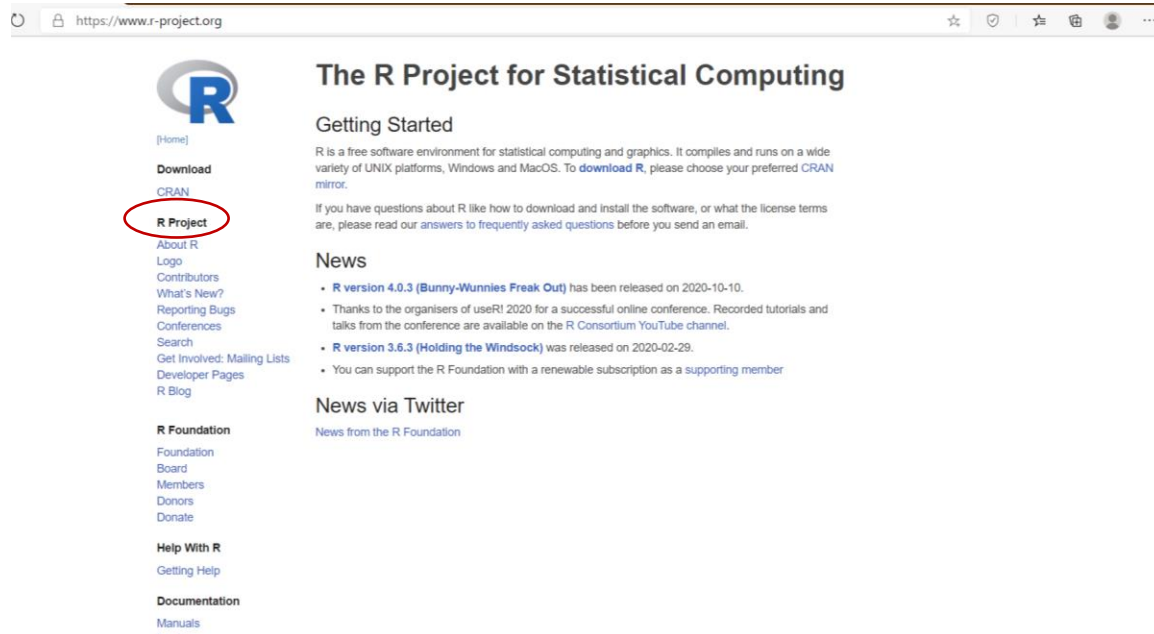 https://www.r-project.org
R
[Home]
Download
CRAN
R Project
About R
Logo
Contributors
What's New?
Reporting Bugs
Conferences
Search
Get Involved: Mailing Lists
Developer Pages
R Blog
R Foundation
Foundation
Board
Members
Donors
Donate
Help With R
Getting Help
Documentation
Manuals
The R Project for Statistical Computing
Getting Started
R is a free software environment for statistical computing and graphics. It compiles and runs on a wide
variety of UNIX platforms, Windows and MacOS. To download R, please choose your preferred CRAN
mirror.
If you have questions about R like how to download and install the software, or what the license terms
are, please read our answers to frequently asked questions before you send an email.
News
• R version 4.0.3 (Bunny-Wunnies Freak Out) has been released on 2020-10-10.
• Thanks to the organisers of useR! 2020 for a successful online conference. Recorded tutorials and
talks from the conference are available on the R Consortium YouTube channel.
• R version 3.6.3 (Holding the Windsock) was released on 2020-02-29.
• You can support the R Foundation with a renewable subscription as a supporting member
News via Twitter
News from the R Foundation